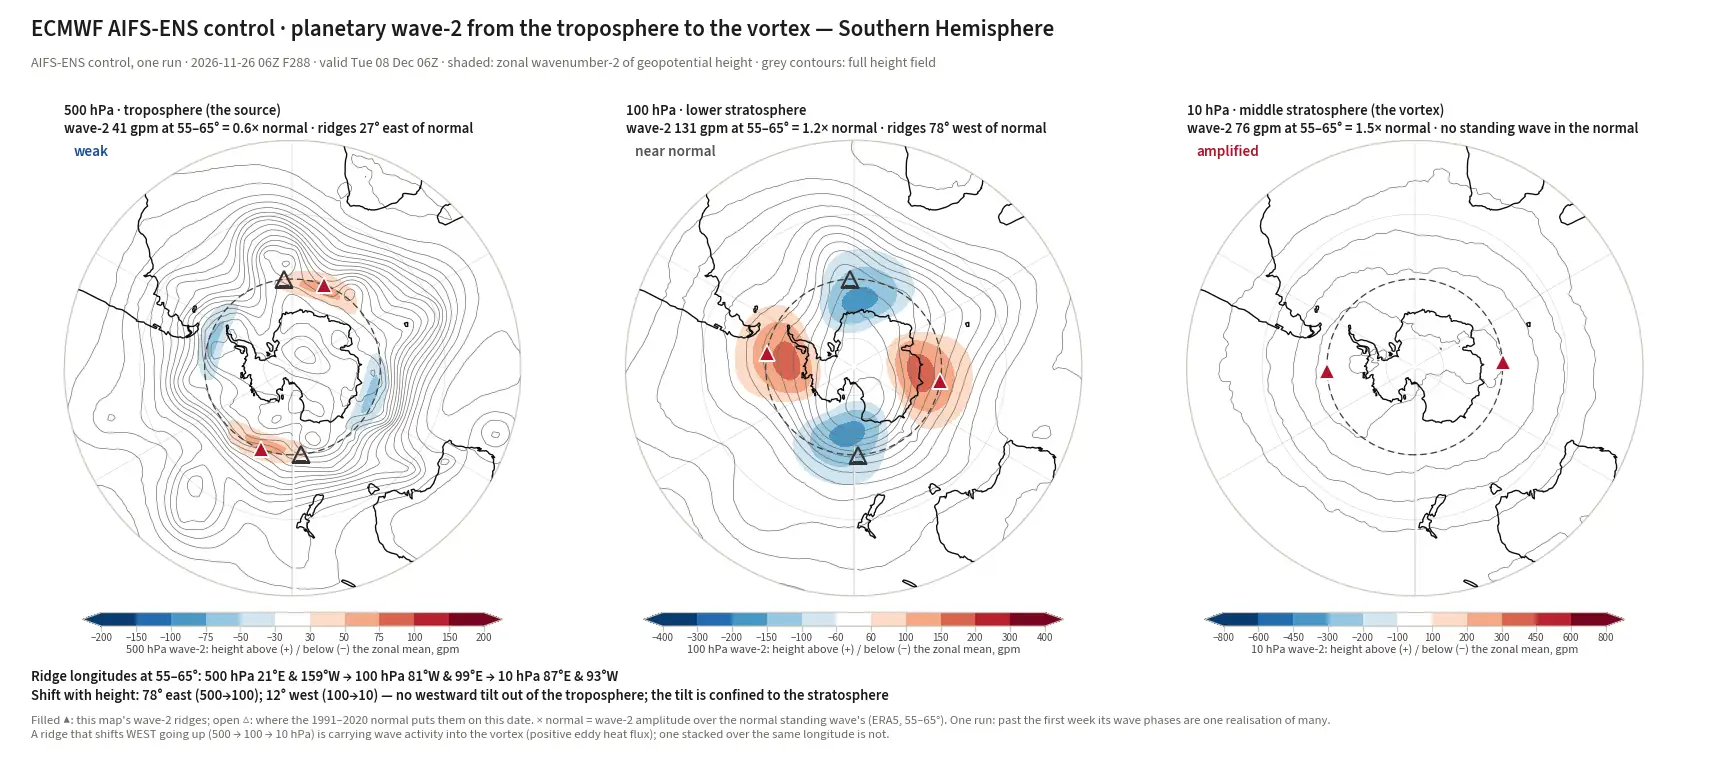 ECMWF AIFS-ENS control · planetary wave-2 from the troposphere to the vortex — Southern Hemisphere
AIFS-ENS control, one run · 2026-11-26 06Z F288 · valid Tue 08 Dec 06Z · shaded: zonal wavenumber-2 of geopotential height · grey contours: full height field
500 hPa · troposphere (the source)
wave-2 41 gpm at 55–65° = 0.6× normal · ridges 27° east of normal
weak
100 hPa · lower stratosphere
wave-2 131 gpm at 55–65° = 1.2× normal · ridges 78° west of normal
near normal
10 hPa · middle stratosphere (the vortex)
wave-2 76 gpm at 55–65° = 1.5× normal · no standing wave in the normal
amplified
−200 −150 −100 −75 −50 −30 30 50 75 100 150 200
500 hPa wave-2: height above (+) / below (−) the zonal mean, gpm
−400 −300 −200 −150 −100 −60 60 100 150 200 300 400
100 hPa wave-2: height above (+) / below (−) the zonal mean, gpm
−800 −600 −450 −300 −200 −100 100 200 300 450 600 800
10 hPa wave-2: height above (+) / below (−) the zonal mean, gpm
Ridge longitudes at 55–65°: 500 hPa 21°E & 159°W → 100 hPa 81°W & 99°E → 10 hPa 87°E & 93°W
Shift with height: 78° east (500→100); 12° west (100→10) — no westward tilt out of the troposphere; the tilt is confined to the stratosphere
Filled ▲: this map's wave-2 ridges; open △: where the 1991–2020 normal puts them on this date. × normal = wave-2 amplitude over the normal standing wave's (ERA5, 55–65°). One run: past the first week its wave phases are one realisation of many.
A ridge that shifts WEST going up (500 → 100 → 10 hPa) is carrying wave activity into the vortex (positive eddy heat flux); one stacked over the same longitude is not.